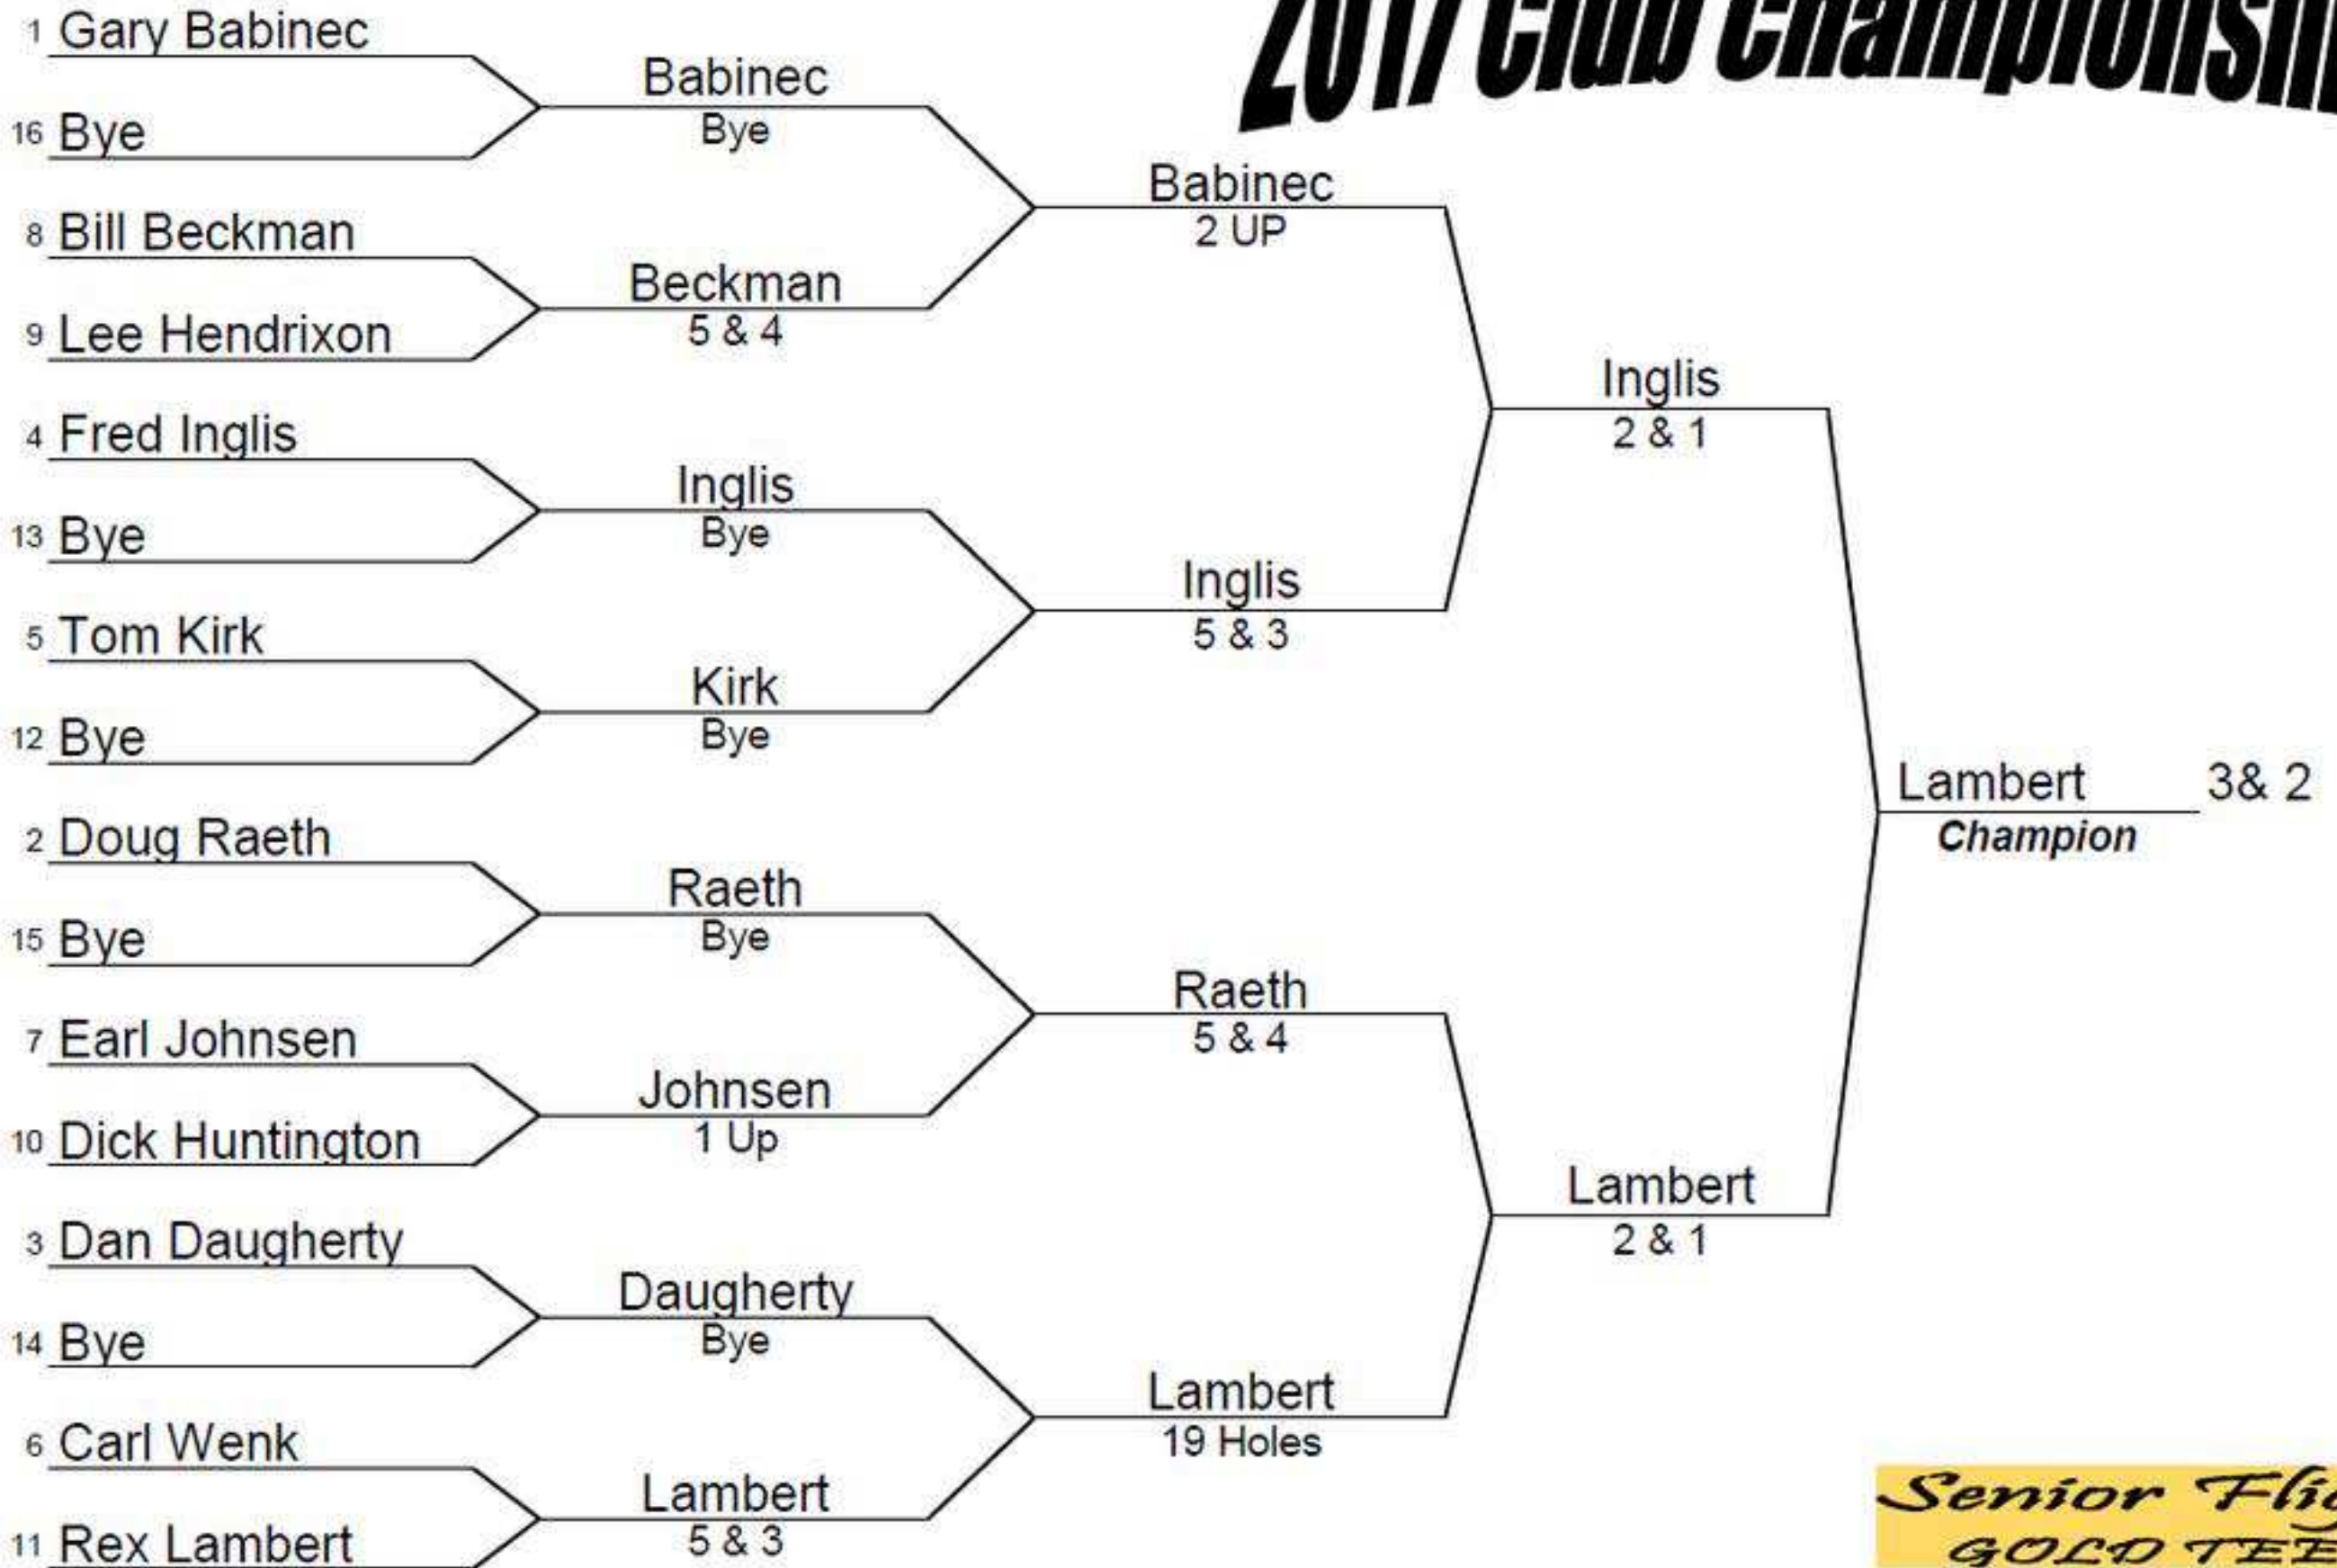 2017 Club
1 Gary Babinec
16 Bye
8 Bill Beckman
9 Lee Hendrixon
4 Fred Inglis
13 Bye
5 Tom Kirk
12 Bye
2 Doug Raeth
15 Bye
7 Earl Johnsen
10 Dick Huntington
3 Dan Daugherty
14 Bye
6 Carl Wenk
11 Rex Lambert
Babinec
Bye
Beckman
5 & 4
Inglis
Bye
Kirk
Bye
Raeth
Bye
Johnsen
1 Up
Daugherty
Bye
Lambert
5 & 3
Babinec
2 UP
Inglis
5 & 3
Raeth
5 & 4
Lambert
19 Holes
Inglis
2 & 1
Lambert
2 & 1
Lambert 3& 2
Champion
Senior
GOLD